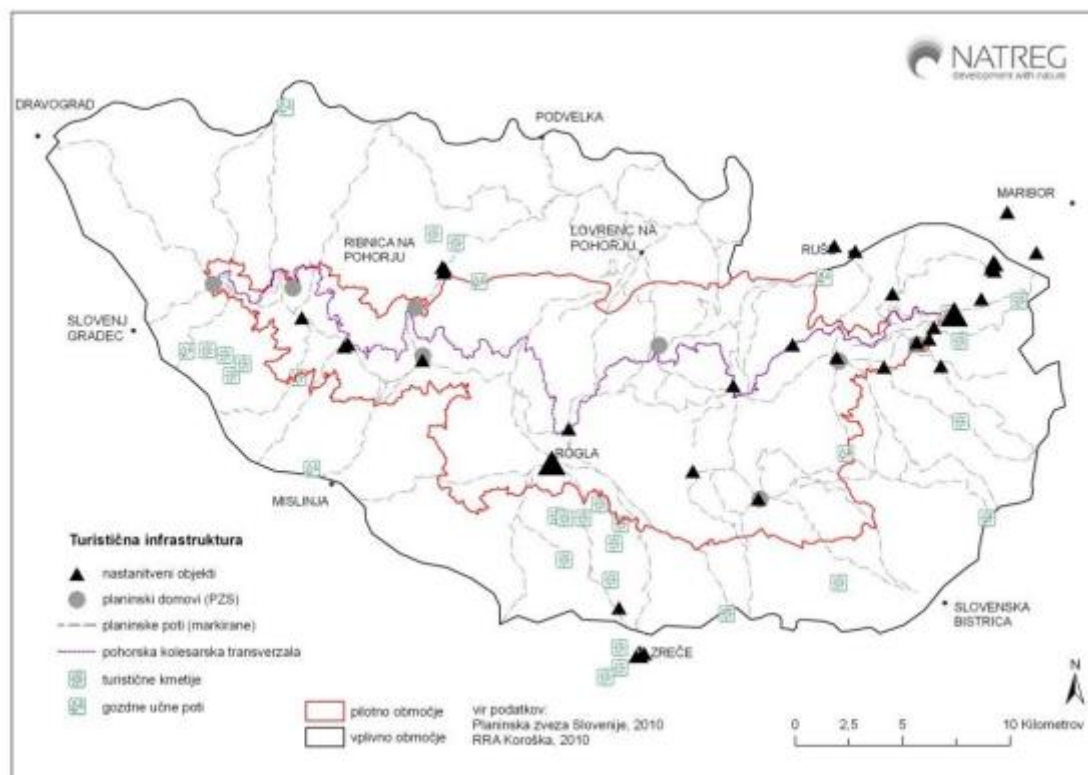 NATREG
development with nature
DRAVOGRAD
PODVELKA
MARIBOR
RIBNICA NA
POHORJU
LOVRENC NA
POHORJU
RUŠE
SLOVENJ
GRADEC
ROGLA
MISLINJA
SLOVENSKA
BISTRICA
ZREČE
Turistična infrastruktura
nastanitveni objekti
planinski domovi (PZS)
planinske poti (markirane)
pohorska kolesarska transverzala
turistične kmetije
gozdne učne poti
pilotno območje
vplivno območje
vir podatkov:
Planinska zveza Slovenije, 2010
RRA Koroška, 2010
N
0 2,5 5 10 Kilometrov